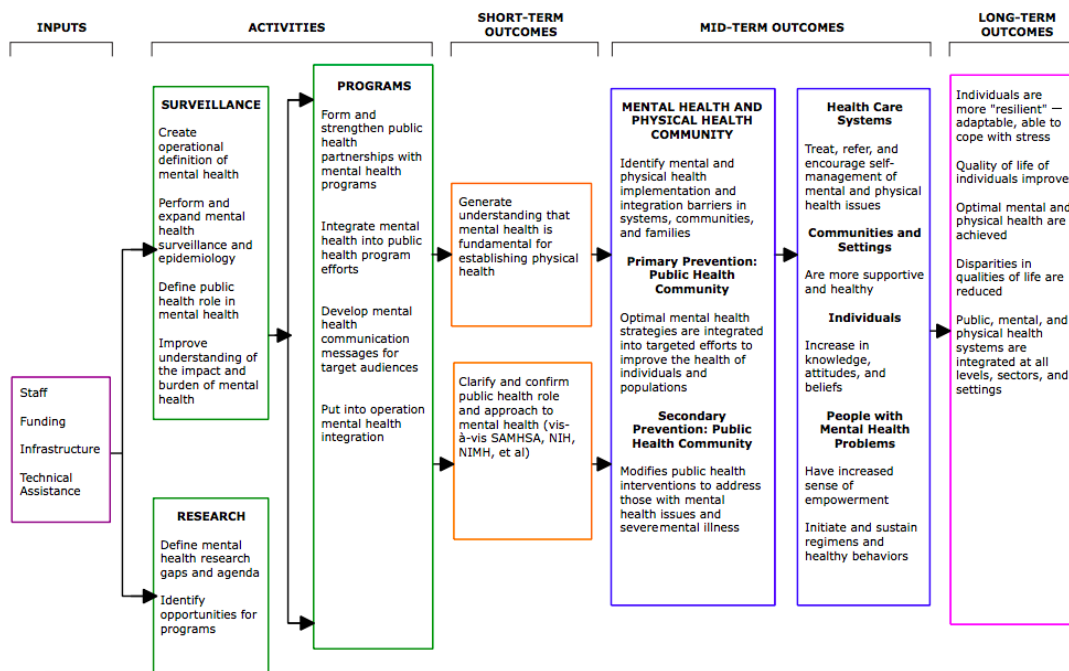 INPUTS
ACTIVITIES
SHORT-TERM
OUTCOMES
MID-TERM OUTCOMES
LONG-TERM
OUTCOMES
Staff
Funding
Infrastructure
Technical
Assistance
SURVEILLANCE
Create
operational
definition of
mental health
Perform and
expand mental
health
surveillance and
epidemiology
Define public
health role in
mental health
Improve
understanding of
the impact and
burden of mental
health
RESEARCH
Define mental
health research
gaps and agenda
Identify
opportunities for
programs
PROGRAMS
Form and
strengthen public
health
partnerships with
mental health
programs
Integrate mental
health into public
health program
efforts
Develop mental
health
communication
messages for
target audiences
Put into operation
mental health
integration
Generate
understanding that
mental health is
fundamental for
establishing physical
health
Clarify and confirm
public health role
and approach to
mental health (vis-
à-vis SAMHSA, NIH,
NIMH, et al)
MENTAL HEALTH AND
PHYSICAL HEALTH
COMMUNITY
Identify mental and
physical health
implementation and
integration barriers in
systems, communities,
and families
Primary Prevention:
Public Health
Community
Optimal mental health
strategies are integrated
into targeted efforts to
improve the health of
individuals and
populations
Secondary
Prevention: Public
Health Community
Modifies public health
interventions to address
those with mental
health issues and
severemental illness
Health Care
Systems
Treat, refer, and
encourage self-
management of
mental and physical
health issues
Communities and
Settings
Are more supportive
and healthy
Individuals
Increase in
knowledge,
attitudes, and
beliefs
People with
Mental Health
Problems
Have increased
sense of
empowerment
Initiate and sustain
regimens and
healthy behaviors
Individuals are
more "resilient" —
adaptable, able to
cope with stress
Quality of life of
individuals improve
Optimal mental and
physical health are
achieved
Disparities in
qualities of life are
reduced
Public, mental, and
physical health
systems are
integrated at all
levels, sectors, and
settings